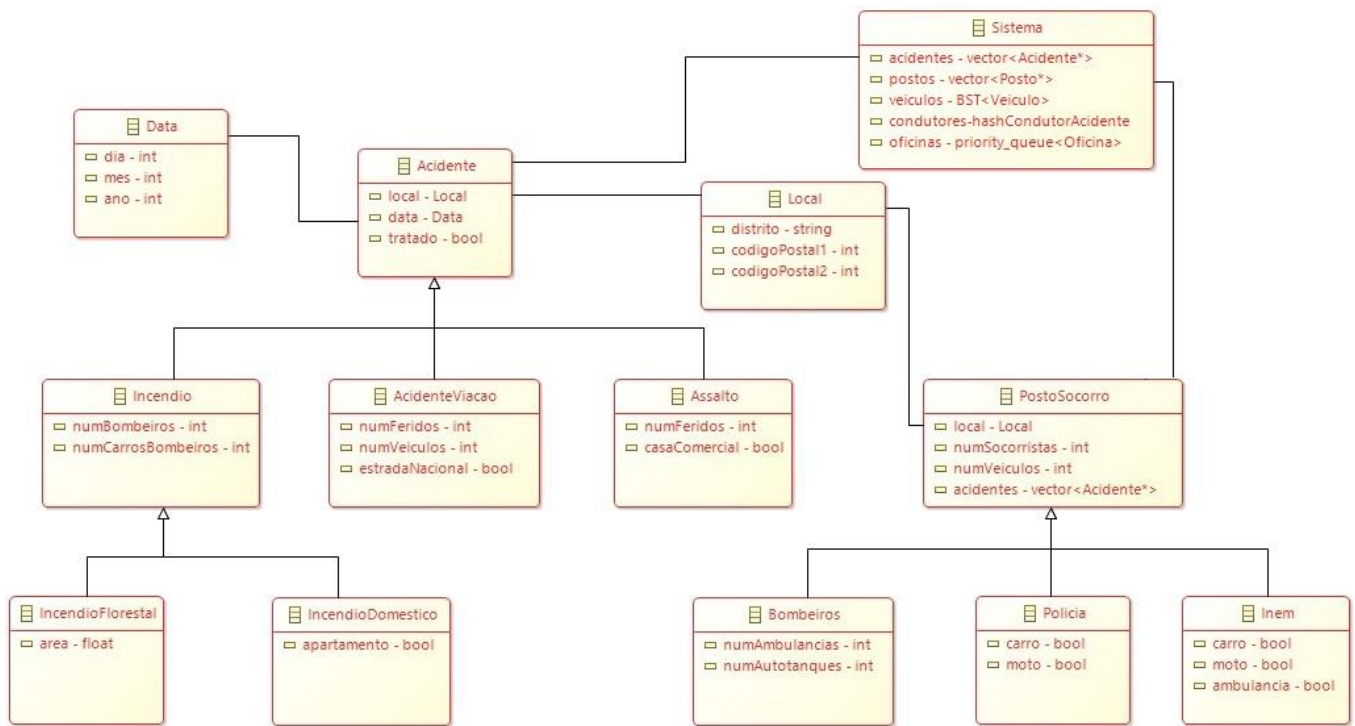 Sistema
acidentes - vector<Acidente*>
postos - vector<Posto*>
veiculos - BST<Veiculo>
condutores-hashCondutorAcidente
oficinas - priority_queue<Oficina>
Data
dia - int
mes - int
ano - int
Acidente
local - Local
data - Data
tratado - bool
Local
distrito - string
codigoPostal1 - int
codigoPostal2 - int
Incendio
numBombeiros - int
numCarrosBombeiros - int
AcidenteViacao
numFeridos - int
numVeiculos - int
estradaNacional - bool
Assalto
numFeridos - int
casaComercial - bool
PostoSocorro
local - Local
numSocorristas - int
numVeiculos - int
acidentes - vector<Acidente*>
IncendioFlorestal
area - float
IncendioDomestico
apartamento - bool
Bombeiros
numAmbulancias - int
numAutotanques - int
Policia
carro - bool
moto - bool
Inem
carro - bool
moto - bool
ambulancia - bool